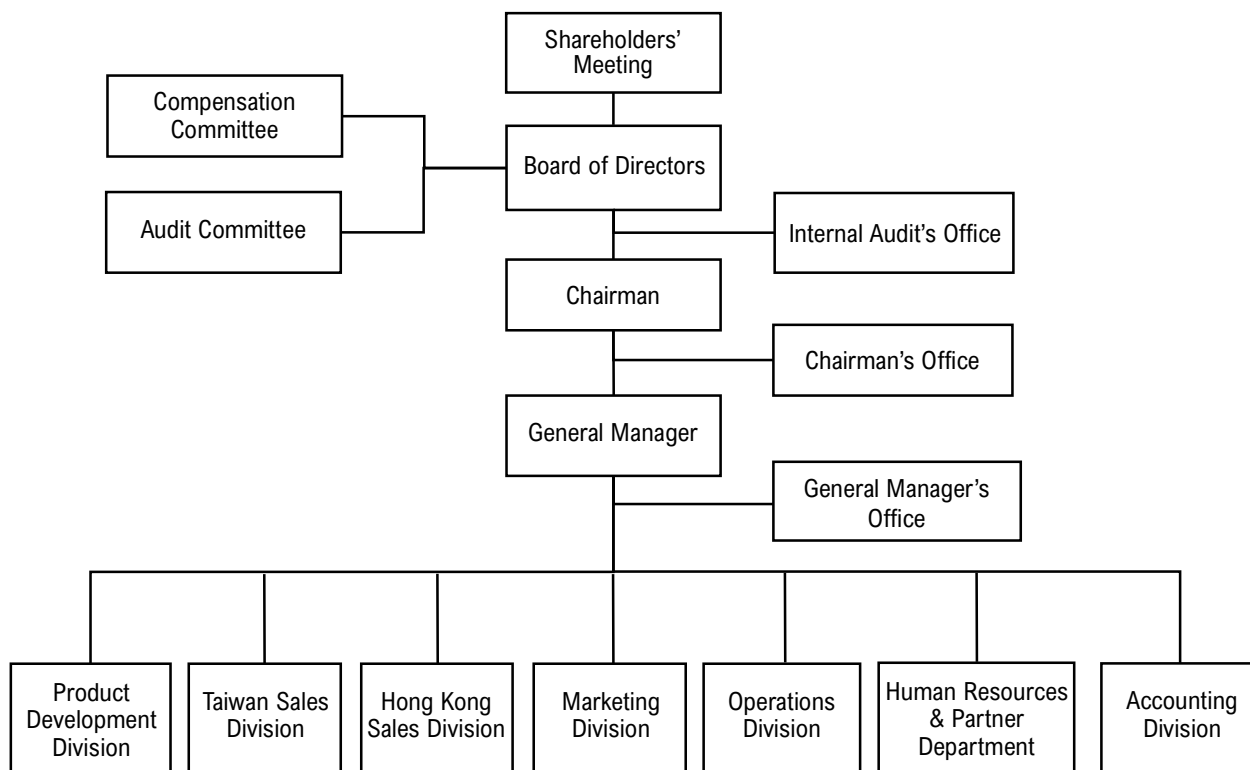 Shareholders’
Meeting
Compensation
Committee
Board of Directors
Audit Committee
Internal Audit’s Office
Chairman
Chairman’s Office
General Manager
General Manager’s
Office
Product
Development
Division
Taiwan Sales
Division
Hong Kong
Sales Division
Marketing
Division
Operations
Division
Human Resources
& Partner
Department
Accounting
Division